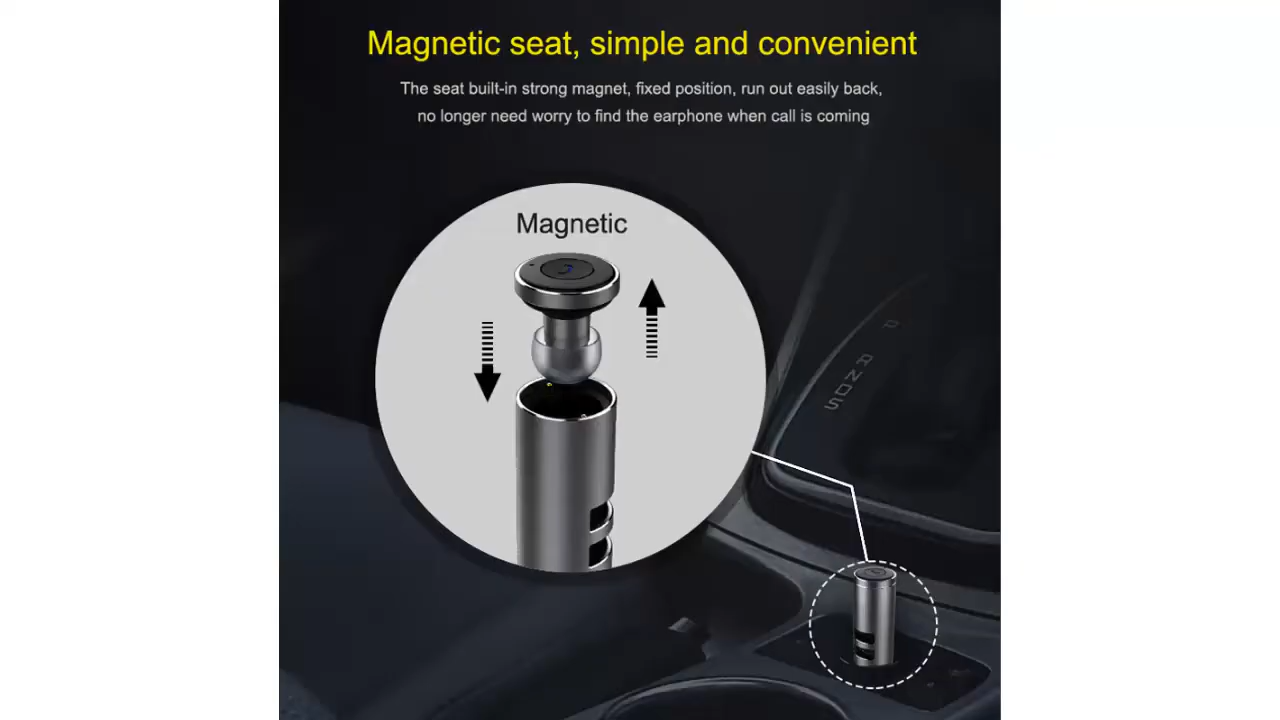 Magnetic seat, simple and convenient
The seat built-in strong magnet, fixed position, run out easily back,
no longer need worry to find the earphone when call is coming
Magnetic
P
R
N
D
S